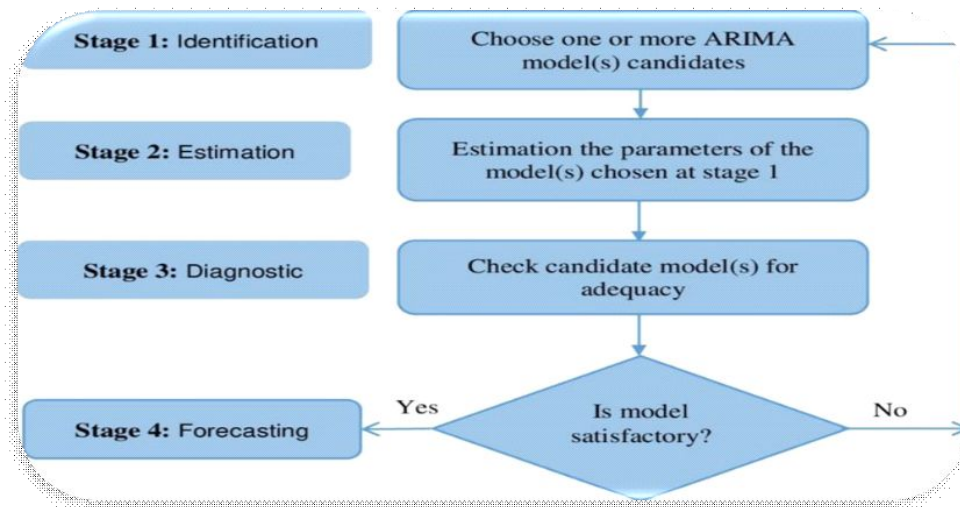 Stage 1: Identification
Choose one or more ARIMA
model(s) candidates
Stage 2: Estimation
Estimation the parameters of the
model(s) chosen at stage 1
Stage 3: Diagnostic
Check candidate model(s) for
adequacy
Stage 4: Forecasting
Yes
Is model
satisfactory?
No